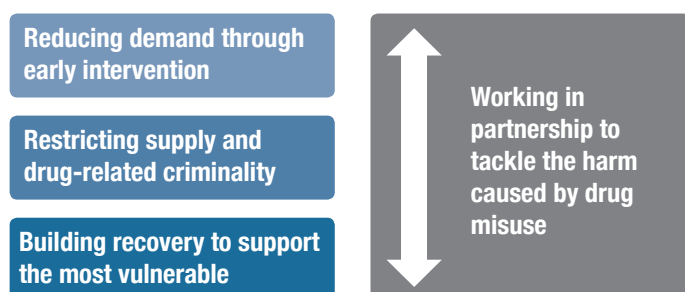 Reducing demand through
early intervention
Restricting supply and
drug-related criminality
Building recovery to support
the most vulnerable
Working in
partnership to
tackle the harm
caused by drug
misuse